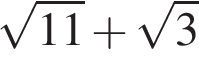 √11 + √3